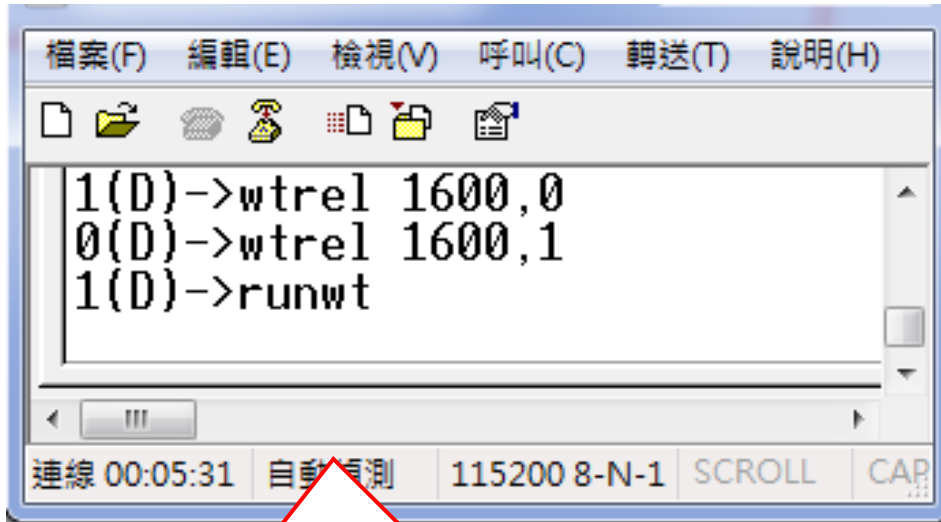 檔案(F) 編輯(E) 檢視(V) 呼叫(C) 轉送(T) 說明(H)
1(D)->wtrel 1600,0
0(D)->wtrel 1600,1
1(D)->runwt
連線 00:05:31 自動偵測 115200 8-N-1 SCROLL CAP